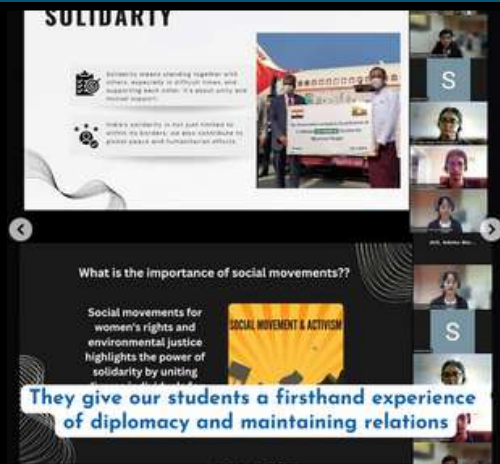 SOLIDARTY
Solidarity means standing together with
others, especially in difficult times, and
supporting each other. It's about unity and
mutual support.
India's solidarity is not just limited to
within its borders; we also contribute to
global peace and humanitarian efforts.
S
What is the importance of social movements??
Social movements for
women's rights and
environmental justice
highlights the power of
solidarity by uniting
SOCIAL MOVEMENT & ACTIVISM
S
They give our students a firsthand experience
of diplomacy and maintaining relations